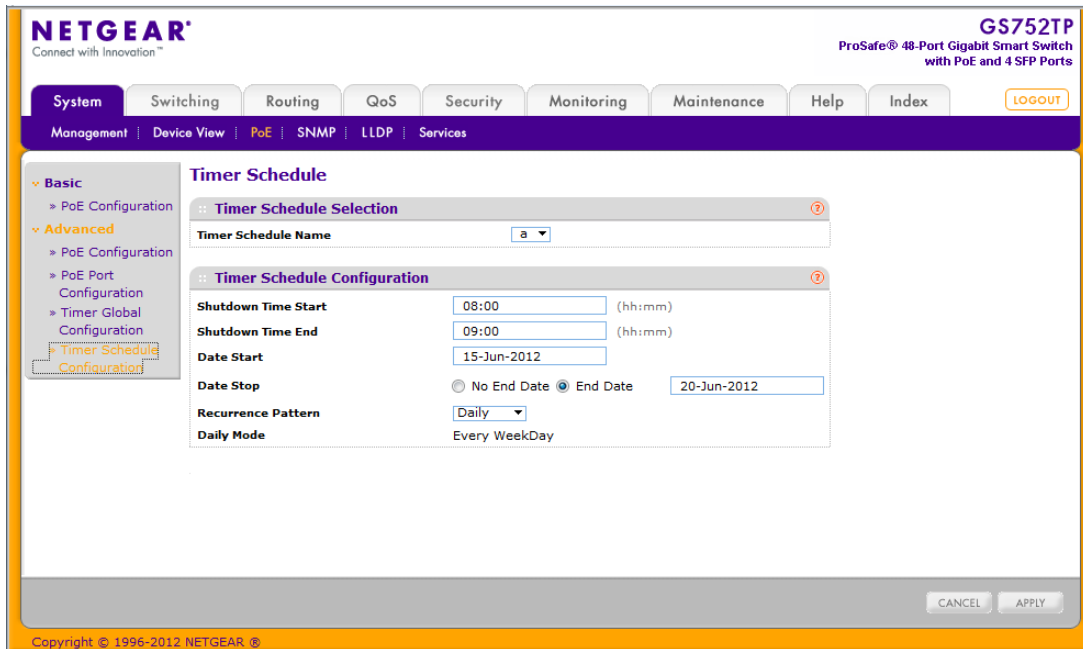 NETGEAR®
Connect with Innovation™
GS752TP
ProSafe® 48-Port Gigabit Smart Switch
with PoE and 4 SFP Ports
System Switching Routing QoS Security Monitoring Maintenance Help Index LOGOUT
Management Device View PoE SNMP LLDP Services
Basic
» PoE Configuration
Advanced
» PoE Configuration
» PoE Port
Configuration
» Timer Global
Configuration
» Timer Schedule
Configuration
Timer Schedule
Timer Schedule Selection ?
Timer Schedule Name a
Timer Schedule Configuration ?
Shutdown Time Start 08:00 (hh:mm)
Shutdown Time End 09:00 (hh:mm)
Date Start 15-Jun-2012
Date Stop No End Date End Date 20-Jun-2012
Recurrence Pattern Daily
Daily Mode Every WeekDay
CANCEL APPLY
Copyright © 1996-2012 NETGEAR ®